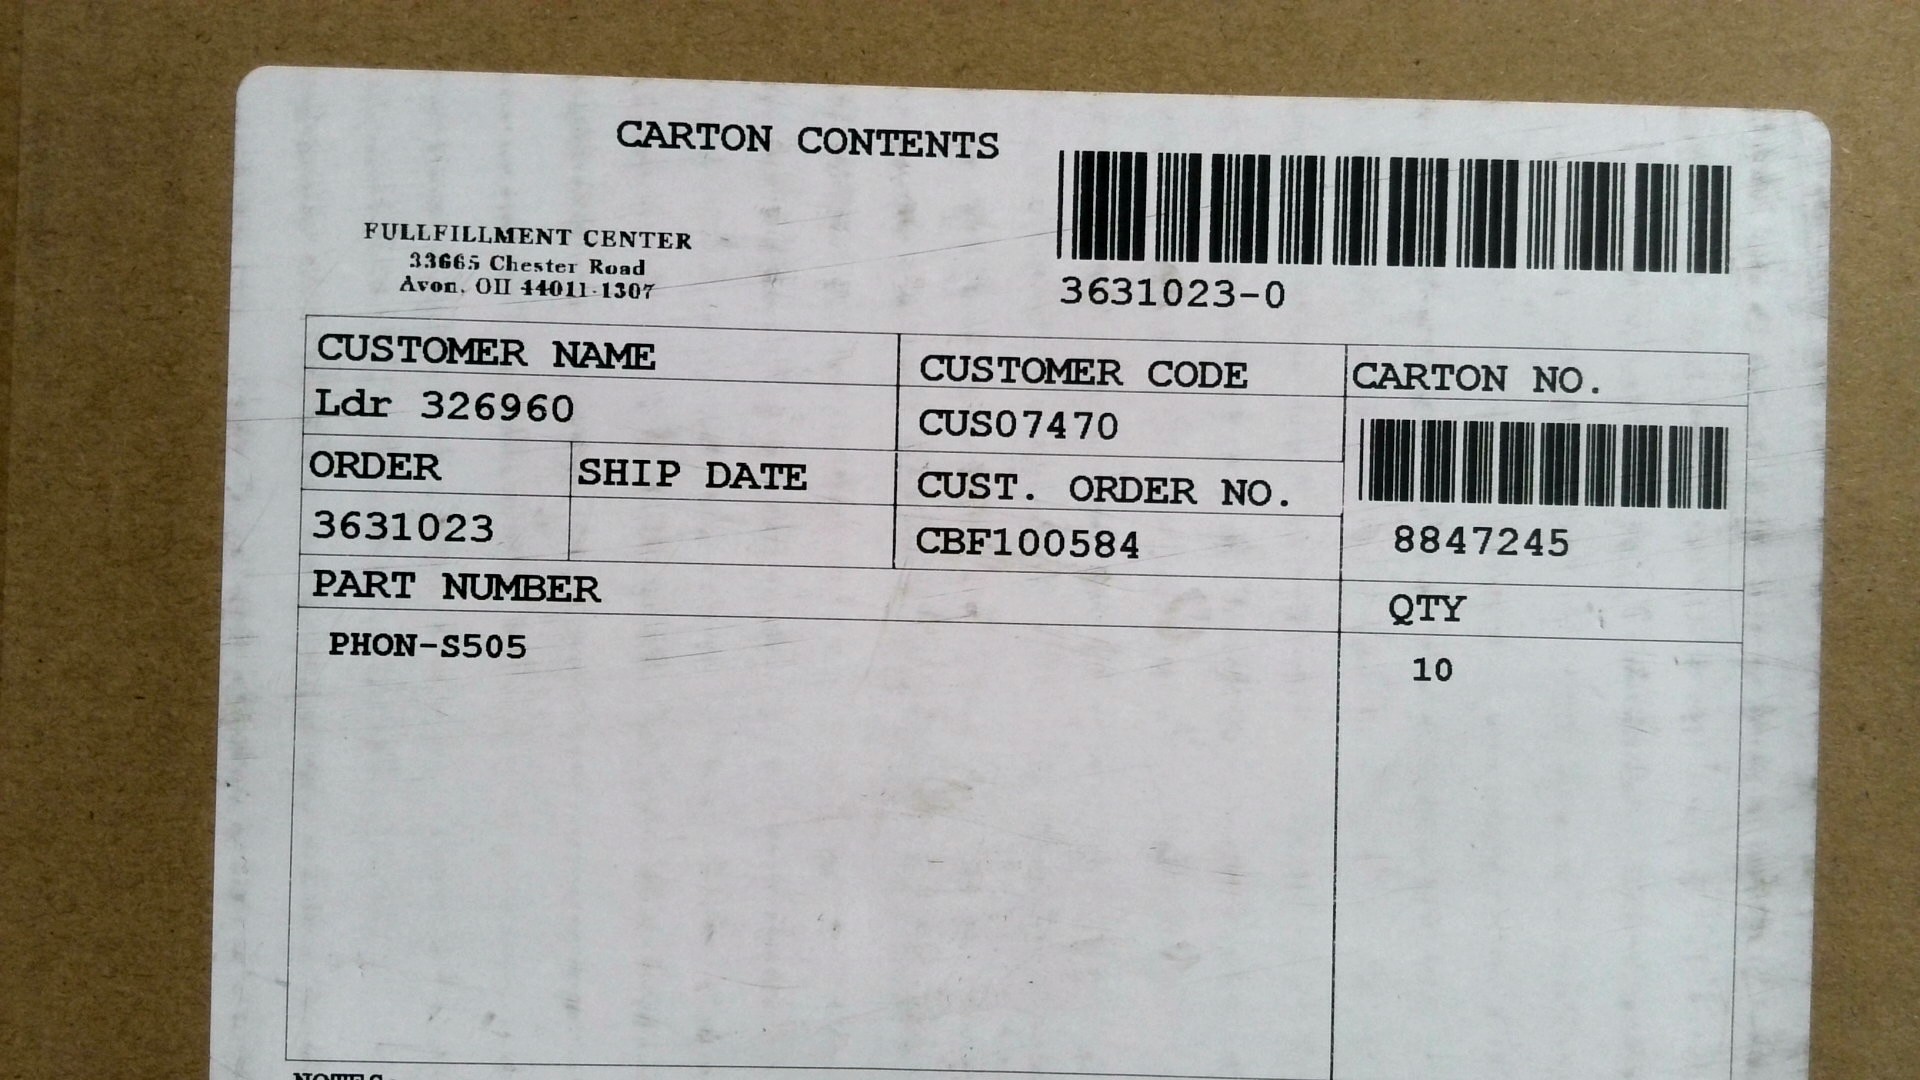 CARTON CONTENTS
FULLFILLMENT CENTER
33665 Chester Road
Avon, OH 44011-1307
3631023-0
CUSTOMER NAME
CUSTOMER CODE
CARTON NO.
Ldr 326960
CUS07470
ORDER
SHIP DATE
CUST. ORDER NO.
3631023
CBF100584
8847245
PART NUMBER
QTY
PHON-S505
10
NOTES: